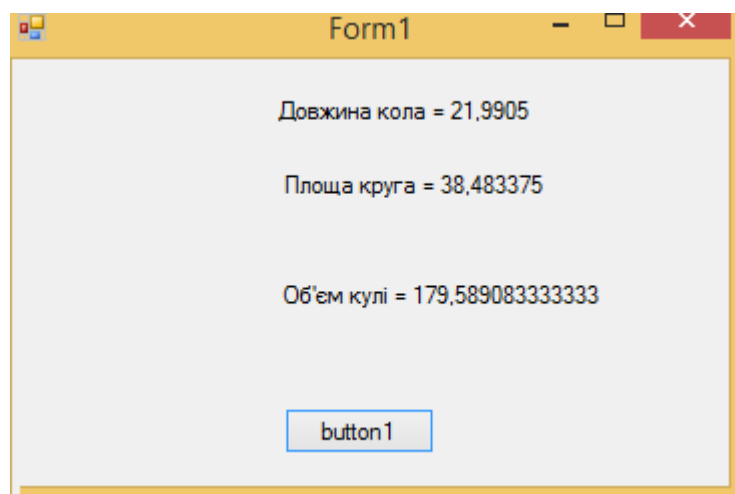 Form1
Довжина кола = 21,9905
Площа круга = 38,483375
Об'єм кулі = 179,589083333333
button1